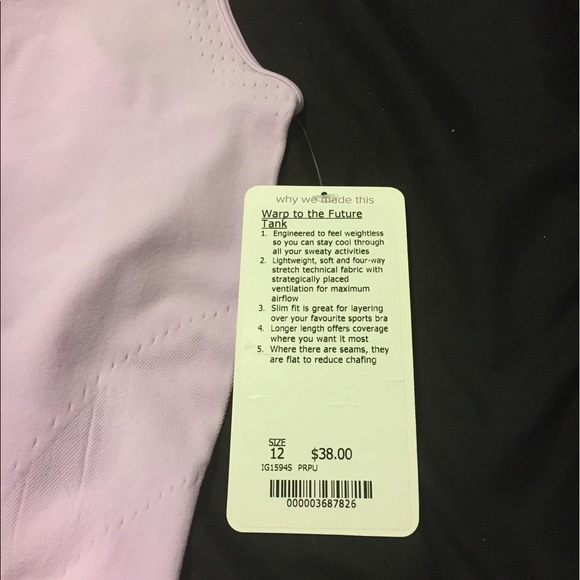 why we made this
Warp to the Future
Tank
1. Engineered to feel weightless
so you can stay cool through
all your sweaty activities
2. Lightweight, soft and four-way
stretch technical fabric with
strategically placed
ventilation for maximum
airflow
3. Slim fit is great for layering
over your favourite sports bra
4. Longer length offers coverage
where you want it most
5. Where there are seams, they
are flat to reduce chafing
SIZE
12 $38.00
IG1594S PRPU
000003687826